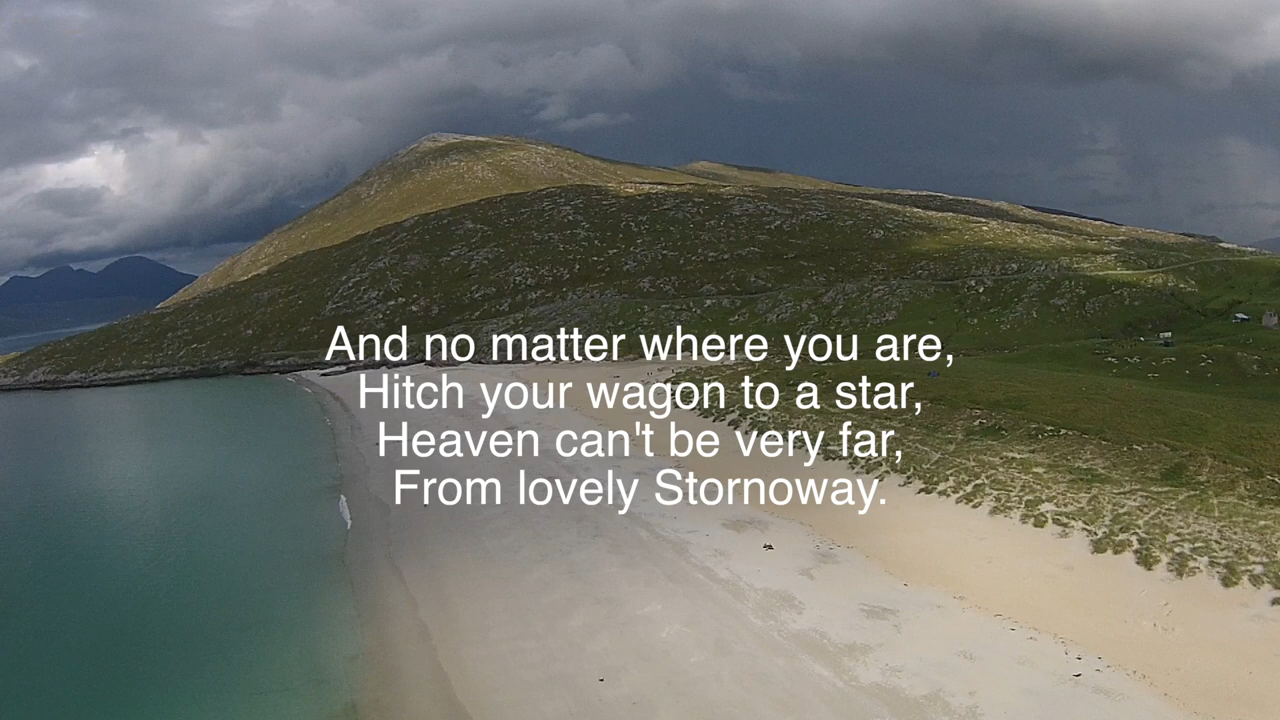 And no matter where you are,
Hitch your wagon to a star,
Heaven can't be very far,
From lovely Stornoway.